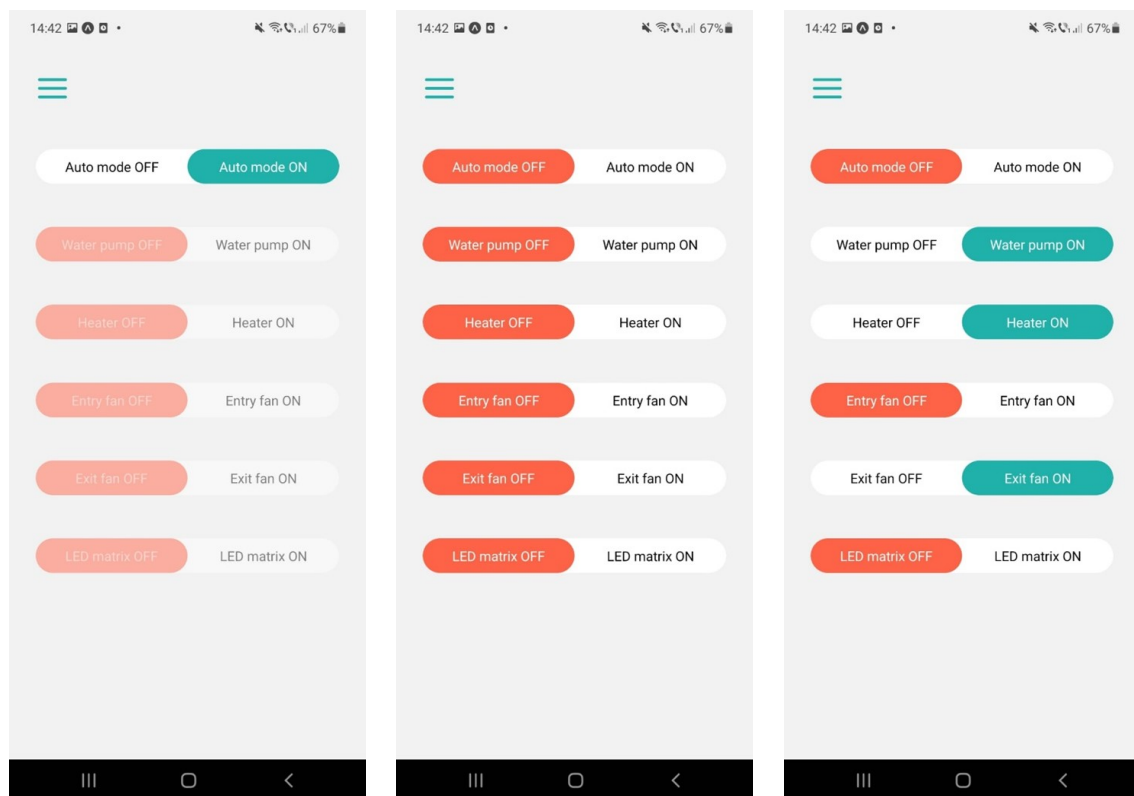 14:42 67%
Auto mode OFF Auto mode ON
Water pump OFF Water pump ON
Heater OFF Heater ON
Entry fan OFF Entry fan ON
Exit fan OFF Exit fan ON
LED matrix OFF LED matrix ON
14:42 67%
Auto mode OFF Auto mode ON
Water pump OFF Water pump ON
Heater OFF Heater ON
Entry fan OFF Entry fan ON
Exit fan OFF Exit fan ON
LED matrix OFF LED matrix ON
14:42 67%
Auto mode OFF Auto mode ON
Water pump OFF Water pump ON
Heater OFF Heater ON
Entry fan OFF Entry fan ON
Exit fan OFF Exit fan ON
LED matrix OFF LED matrix ON